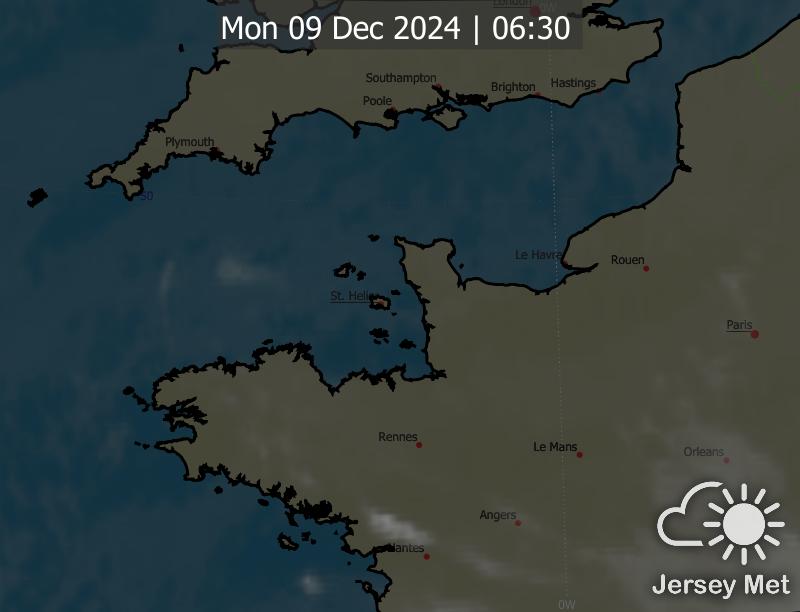 London
0W
Mon 09 Dec 2024 | 06:30
Southampton
Brighton
Hastings
Poole
Plymouth
50
Le Havre
Rouen
St. Helier
Paris
Rennes
Le Mans
Orleans
Angers
Nantes
0W
Jersey Met